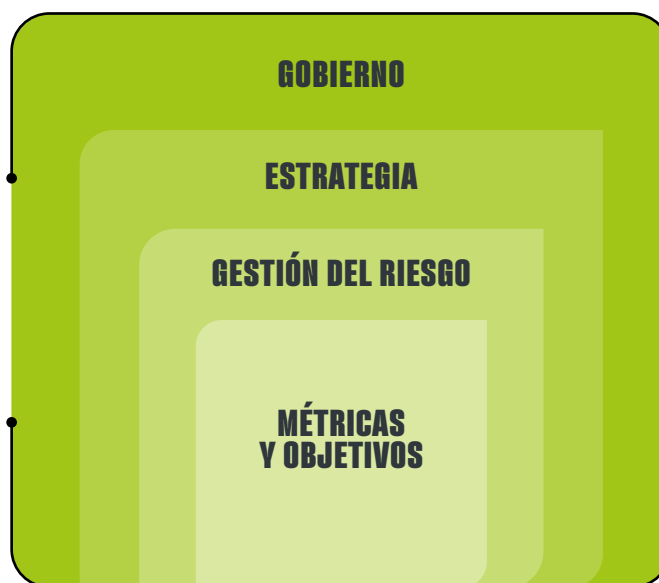 GOBIERNO
ESTRATEGIA
GESTIÓN DEL RIESGO
MÉTRICAS
Y OBJETIVOS